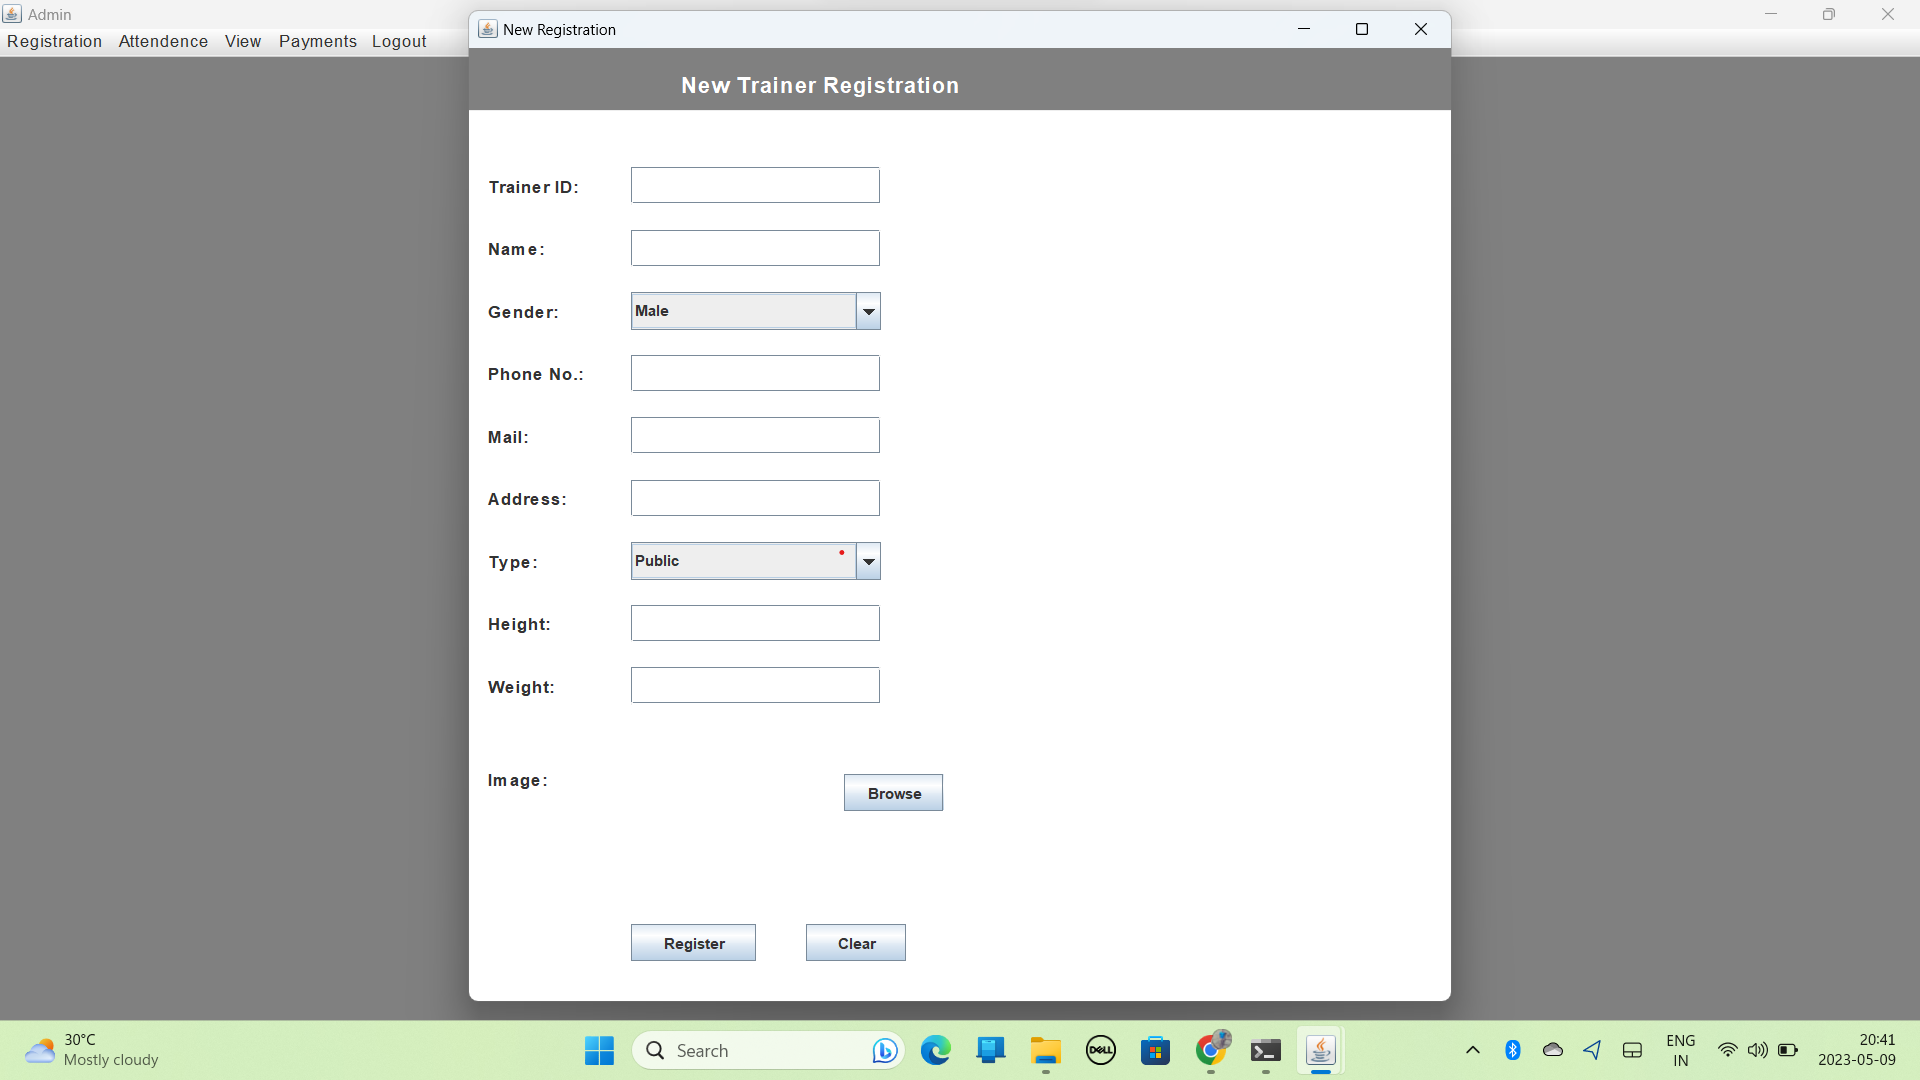 Admin
Registration Attendence View Payments Logout
New Registration
New Trainer Registration
Trainer ID:
Name:
Gender: Male
Phone No.:
Mail:
Address:
Type: Public
Height:
Weight:
Image: Browse
Register Clear
30°C
Mostly cloudy
Search
DELL
ENG
IN
20:41
2023-05-09